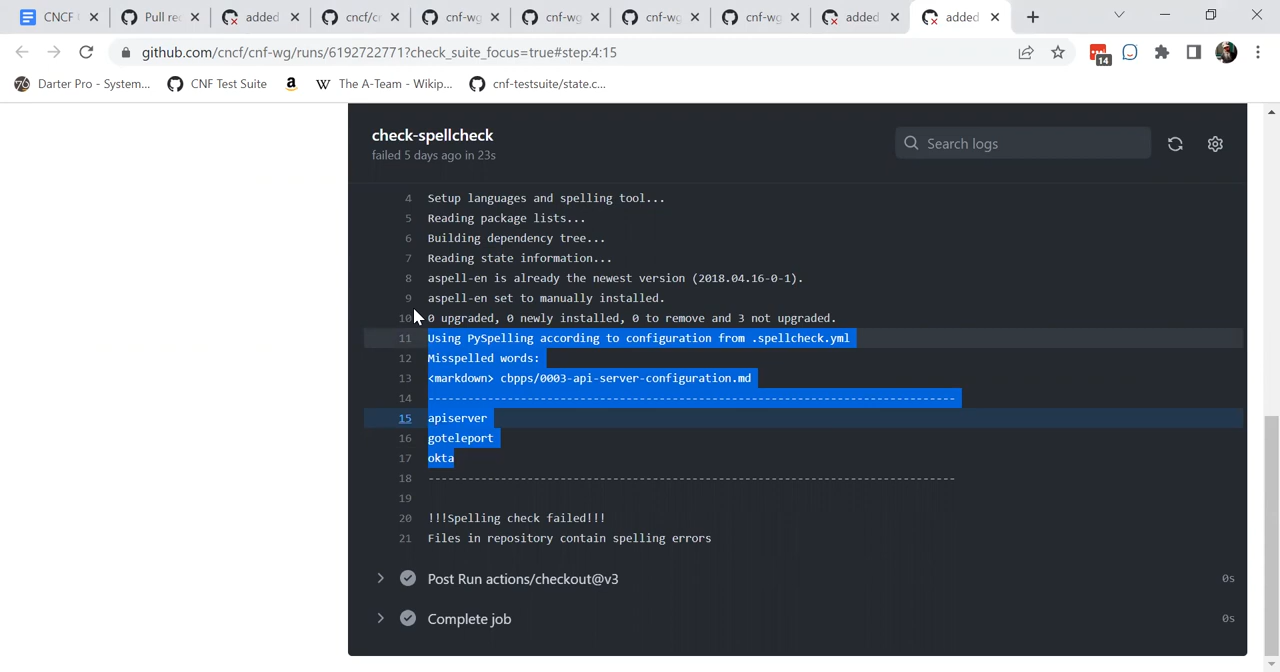 CNCF
Pull re
added
cncf/cr
cnf-wg
cnf-wg
cnf-wg
cnf-wg
added
added
github.com/cncf/cnf-wg/runs/6192722771?check_suite_focus=true#step:4:15
14
Darter Pro - System...
CNF Test Suite
The A-Team - Wikip...
cnf-testsuite/state.c...
check-spellcheck
failed 5 days ago in 23s
Search logs
4 Setup languages and spelling tool...
5 Reading package lists...
6 Building dependency tree...
7 Reading state information...
8 aspell-en is already the newest version (2018.04.16-0-1).
9 aspell-en set to manually installed.
10 0 upgraded, 0 newly installed, 0 to remove and 3 not upgraded.
11 Using PySpelling according to configuration from .spellcheck.yml
12 Misspelled words:
13 <markdown> cbpps/0003-api-server-configuration.md
14 --------------------------------------------------------------------------------
15 apiserver
16 goteleport
17 okta
18 --------------------------------------------------------------------------------
19
20 !!!Spelling check failed!!!
21 Files in repository contain spelling errors
Post Run actions/checkout@v3 0s
Complete job 0s